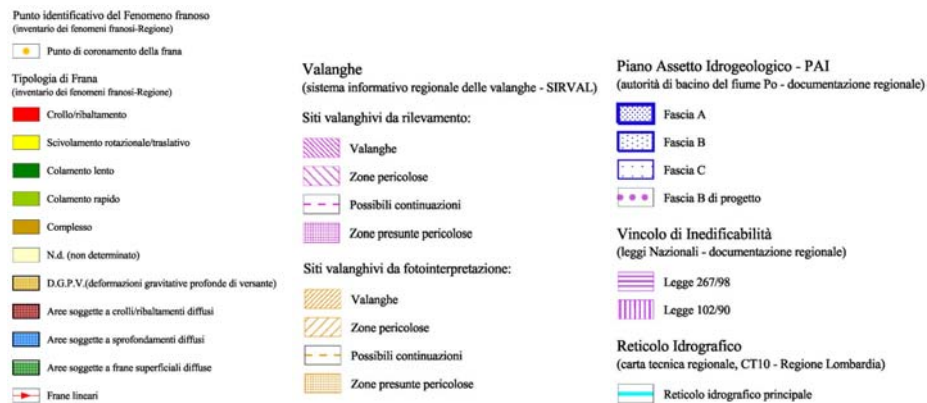 Punto identificativo del Fenomeno franoso
(inventario dei fenomeni franosi-Regione)
Punto di coronamento della frana
Tipologia di Frana
(inventario dei fenomeni franosi-Regione)
Crollo/ribaltamento
Scivolamento rotazionale/traslativo
Colamento lento
Colamento rapido
Complesso
N.d. (non determinato)
D.G.P.V.(deformazioni gravitative profonde di versante)
Aree soggette a crolli/ribaltamenti diffusi
Aree soggette a sprofondamenti diffusi
Aree soggette a frane superficiali diffuse
Frane lineari
Valanghe
(sistema informativo regionale delle valanghe - SIRVAL)
Siti valanghivi da rilevamento:
Valanghe
Zone pericolose
Possibili continuazioni
Zone presunte pericolose
Siti valanghivi da fotointerpretazione:
Valanghe
Zone pericolose
Possibili continuazioni
Zone presunte pericolose
Piano Assetto Idrogeologico - PAI
(autorità di bacino del fiume Po - documentazione regionale)
Fascia A
Fascia B
Fascia C
Fascia B di progetto
Vincolo di Inedificabilità
(leggi Nazionali - documentazione regionale)
Legge 267/98
Legge 102/90
Reticolo Idrografico
(carta tecnica regionale, CT10 - Regione Lombardia)
Reticolo idrografico principale